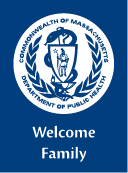 COMMONWEALTH OF MASSACHUSETTS
DEPARTMENT OF PUBLIC HEALTH
Welcome
Family